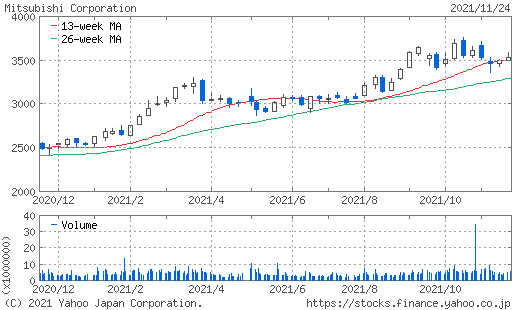 Mitsubishi Corporation 2021/11/24
4000
13-week MA
26-week MA
3500
3000
2500
2000
2020/12 2021/2 2021/4 2021/6 2021/8 2021/10
40
Volume
30
20
10
0
(x1000000)
2020/12 2021/2 2021/4 2021/6 2021/8 2021/10
(C) 2021 Yahoo Japan Corporation. https://stocks.finance.yahoo.co.jp/